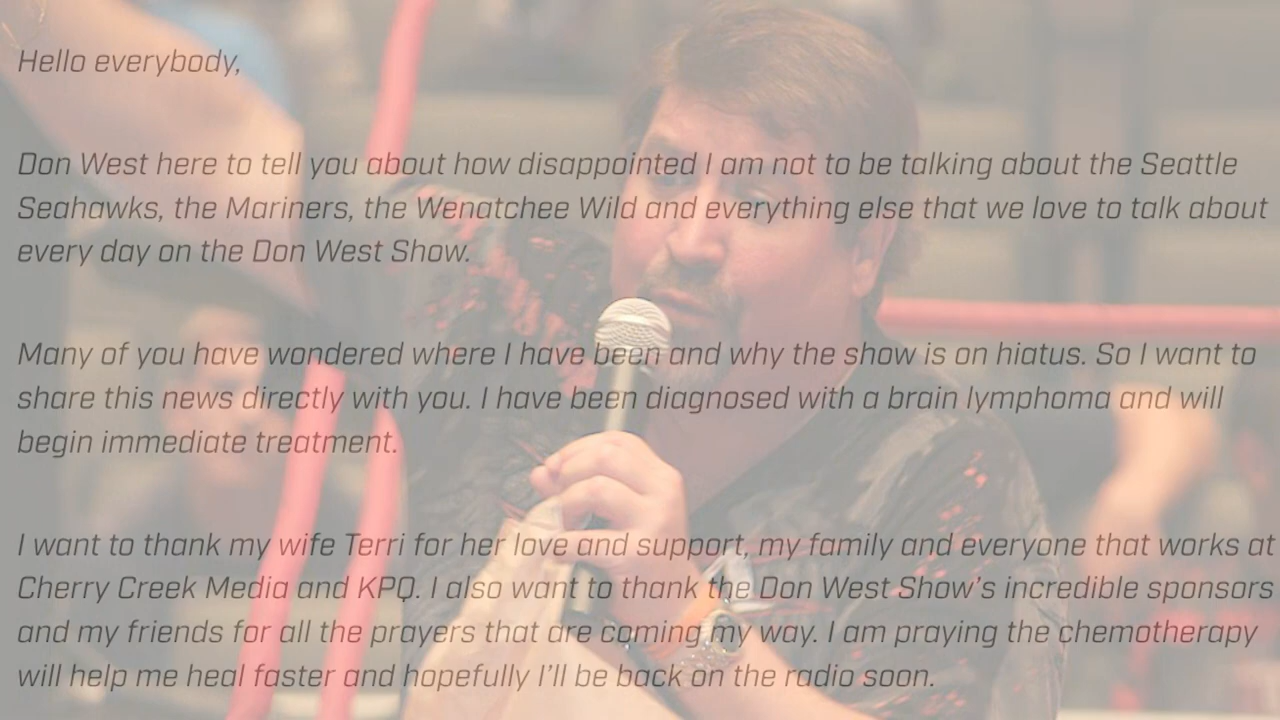 Hello everybody,
Don West here to tell you about how disappointed I am not to be talking about the Seattle
Seahawks, the Mariners, the Wenatchee Wild and everything else that we love to talk about
every day on the Don West Show.
Many of you have wondered where I have been and why the show is on hiatus. So I want to
share this news directly with you. I have been diagnosed with a brain lymphoma and will
begin immediate treatment.
I want to thank my wife Terri for her love and support, my family and everyone that works at
Cherry Creek Media and KPQ. I also want to thank the Don West Show’s incredible sponsors
and my friends for all the prayers that are coming my way. I am praying the chemotherapy
will help me heal faster and hopefully I’ll be back on the radio soon.